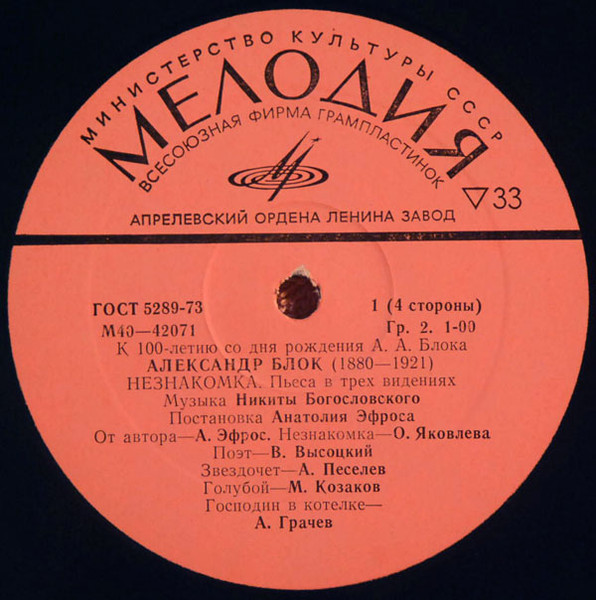 МИНИСТЕРСТВО КУЛЬТУРЫ СССР
МЕЛОДИЯ
ВСЕСОЮЗНАЯ ФИРМА ГРАМПЛАСТИНОК
▽33
АПРЕЛЕВСКИЙ ОРДЕНА ЛЕНИНА ЗАВОД
ГОСТ 5289-73
1 (4 стороны)
М40—42071
Гр. 2. 1-00
К 100-летию со дня рождения А. А. Блока
АЛЕКСАНДР БЛОК (1880—1921)
НЕЗНАКОМКА. Пьеса в трех видениях
Музыка Никиты Богословского
Постановка Анатолия Эфроса
От автора—А. Эфрос. Незнакомка—О. Яковлева
Поэт—В. Высоцкий
Звездочет—А. Песелев
Голубой—М. Козаков
Господин в котелке—
А. Грачев